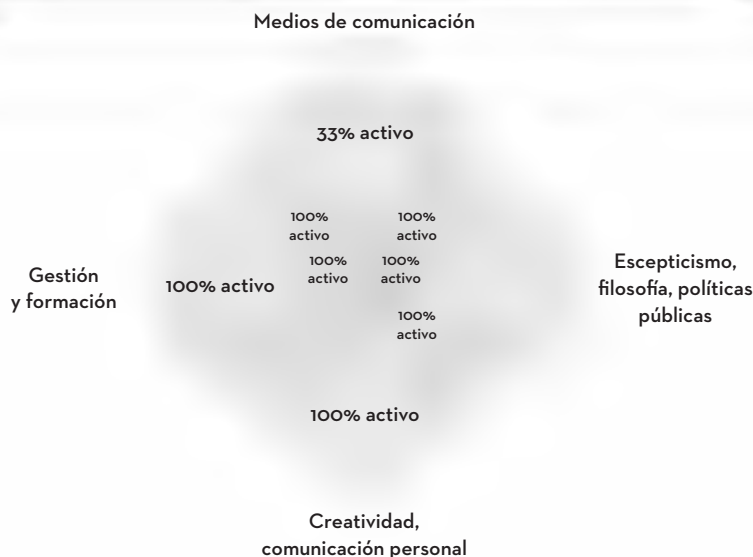 Medios de comunicación
33% activo
100%
activo
100%
activo
100%
activo
100%
activo
Gestión
y formación
100% activo
Escepticismo,
filosofía, políticas
públicas
100%
activo
100% activo
Creatividad,
comunicación personal